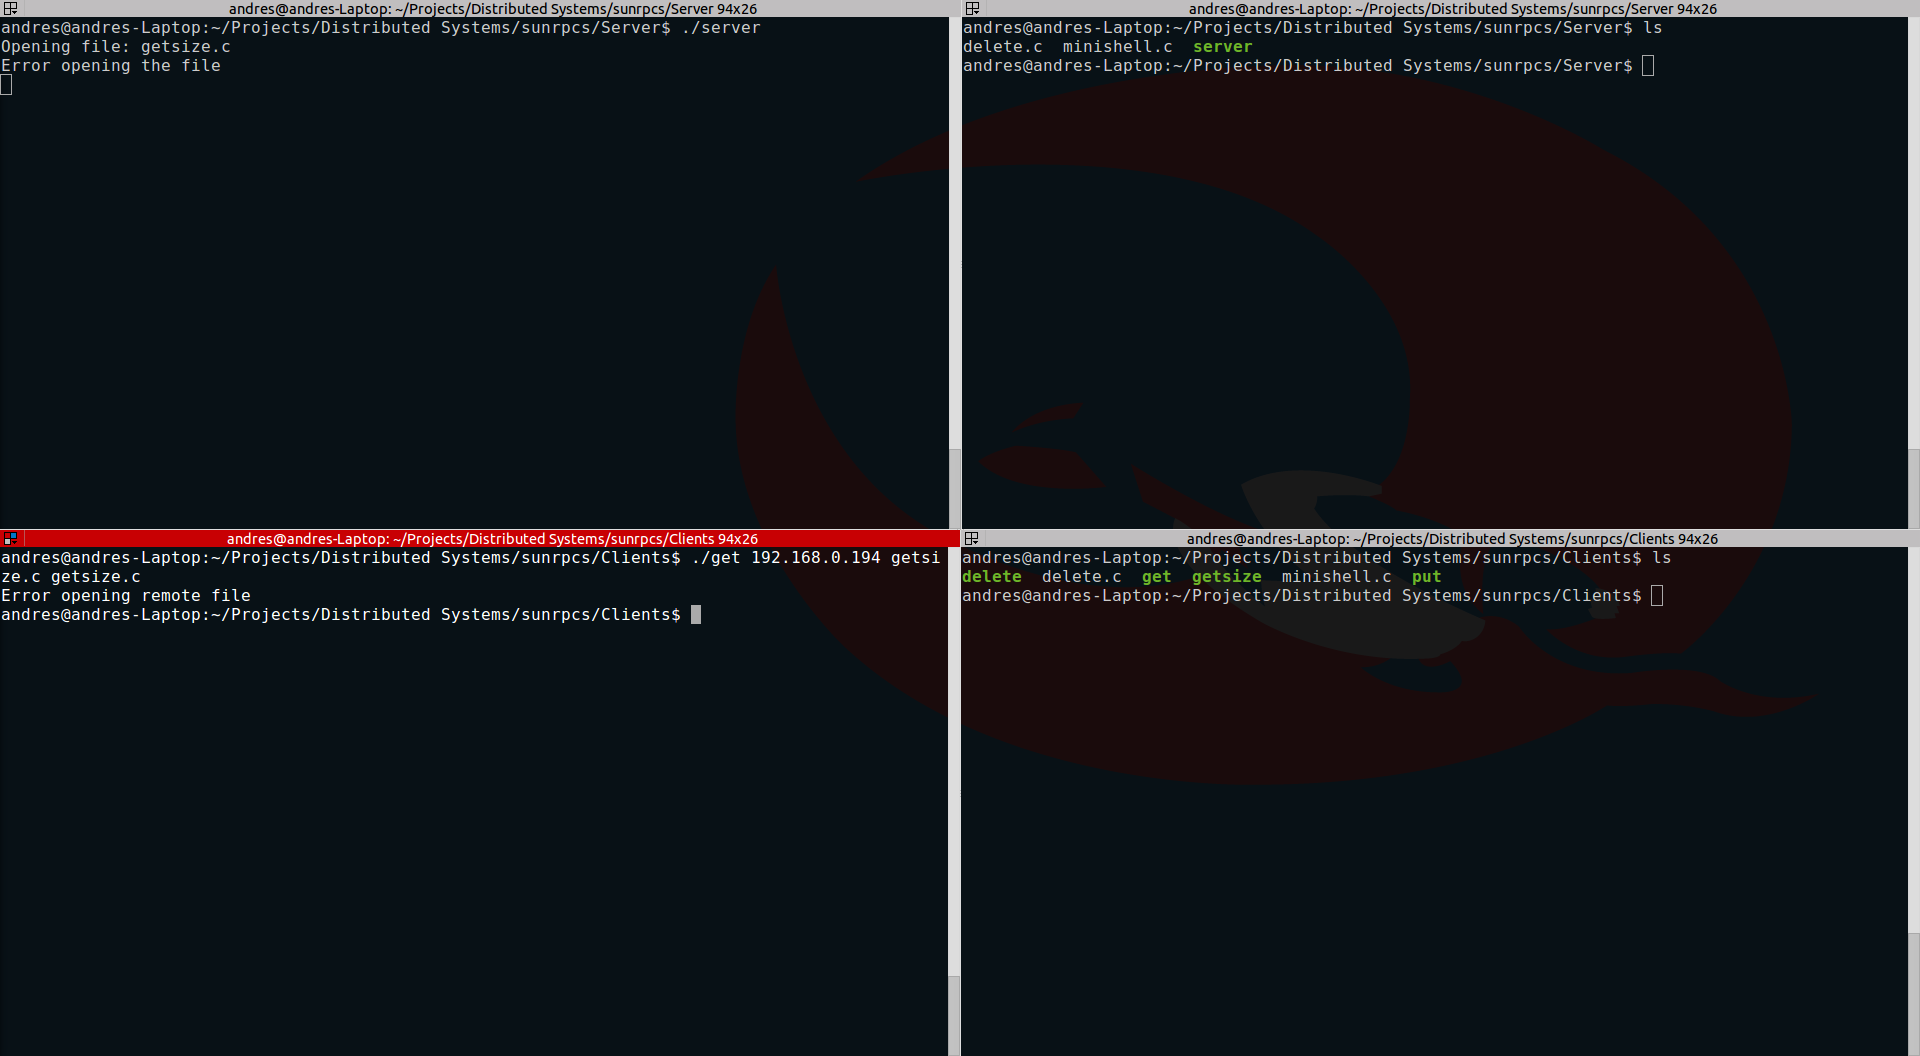 andres@andres-Laptop: ~/Projects/Distributed Systems/sunrpcs/Server 94x26
andres@andres-Laptop:~/Projects/Distributed Systems/sunrpcs/Server$ ./server
Opening file: getsize.c
Error opening the file
andres@andres-Laptop: ~/Projects/Distributed Systems/sunrpcs/Server 94x26
andres@andres-Laptop:~/Projects/Distributed Systems/sunrpcs/Server$ ls
delete.c  minishell.c  server
andres@andres-Laptop:~/Projects/Distributed Systems/sunrpcs/Server$
andres@andres-Laptop: ~/Projects/Distributed Systems/sunrpcs/Clients 94x26
andres@andres-Laptop:~/Projects/Distributed Systems/sunrpcs/Clients$ ./get 192.168.0.194 getsi
ze.c getsize.c
Error opening remote file
andres@andres-Laptop:~/Projects/Distributed Systems/sunrpcs/Clients$
andres@andres-Laptop: ~/Projects/Distributed Systems/sunrpcs/Clients 94x26
andres@andres-Laptop:~/Projects/Distributed Systems/sunrpcs/Clients$ ls
delete  delete.c  get  getsize  minishell.c  put
andres@andres-Laptop:~/Projects/Distributed Systems/sunrpcs/Clients$